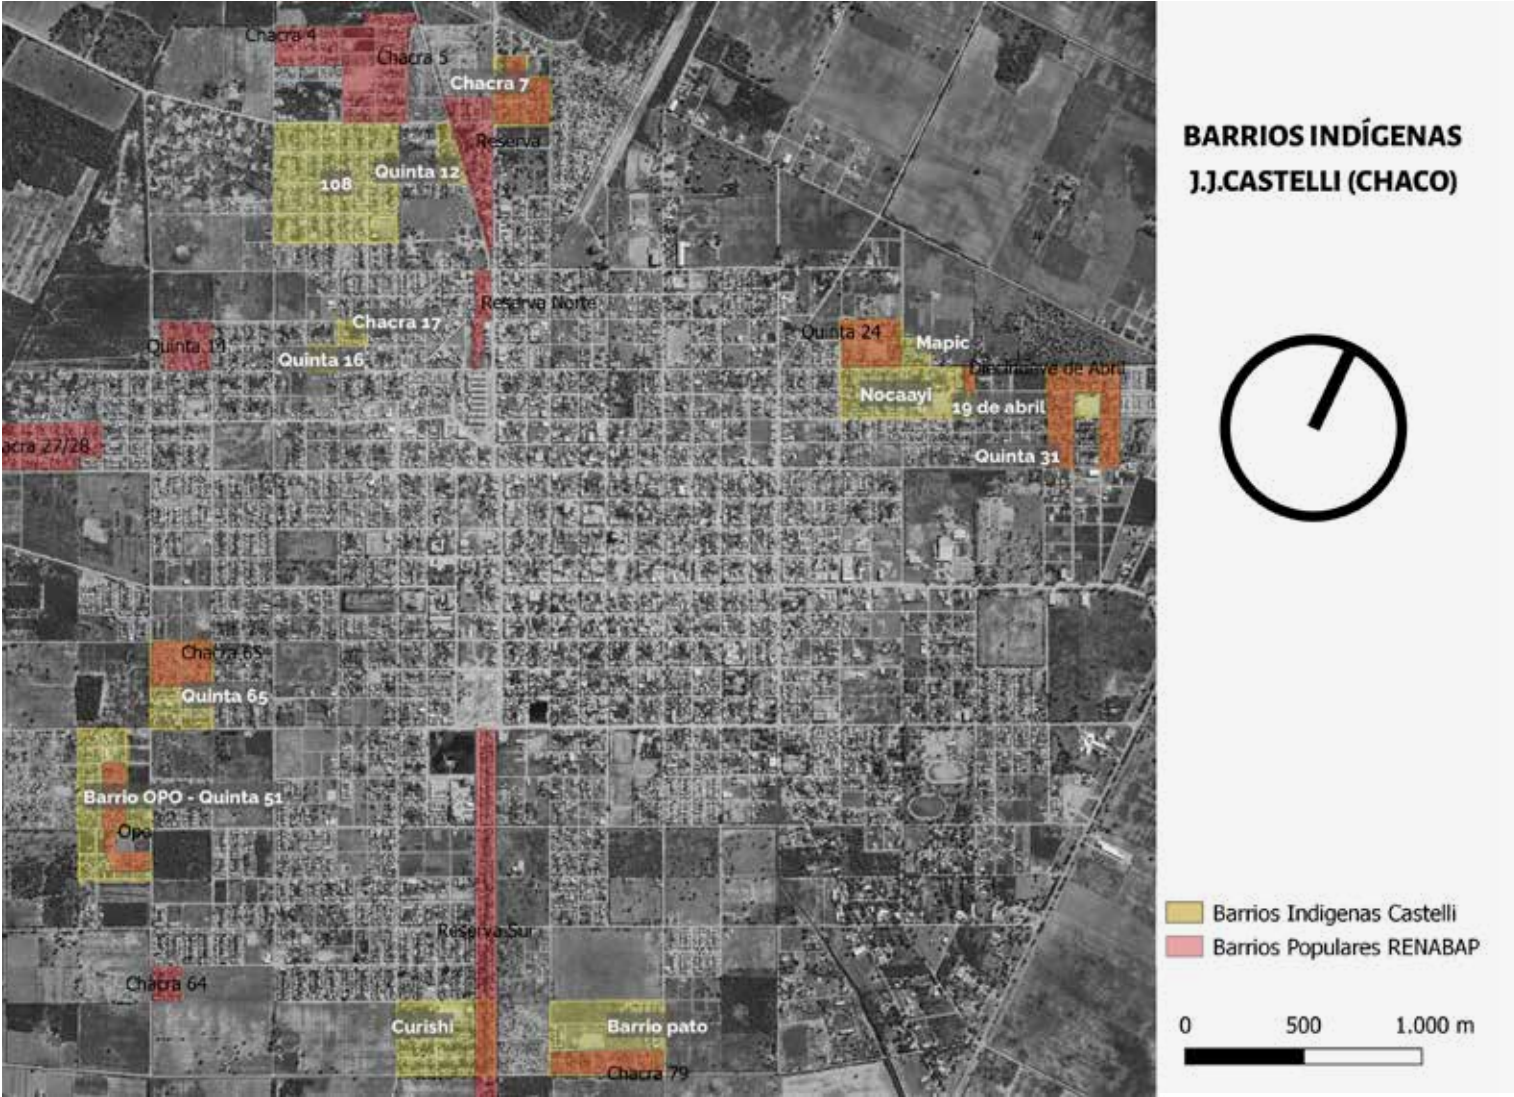 Chacra 4
Chacra 5
Chacra 7
Reserva
Quinta 12
108
Reserva Norte
Chacra 17
Quinta 16
Quinta 24
Mapic
Diecinueve de Abril
Nocaayi
19 de abril
Quinta 31
acra 27/28
Chacra 65
Quinta 65
Barrio OPO - Quinta 51
Opo
Reserva Sur
Chacra 64
Curishi
Barrio pato
Chacra 79
BARRIOS INDÍGENAS
J.J.CASTELLI (CHACO)
Barrios Indigenas Castelli
Barrios Populares RENABAP
0 500 1.000 m